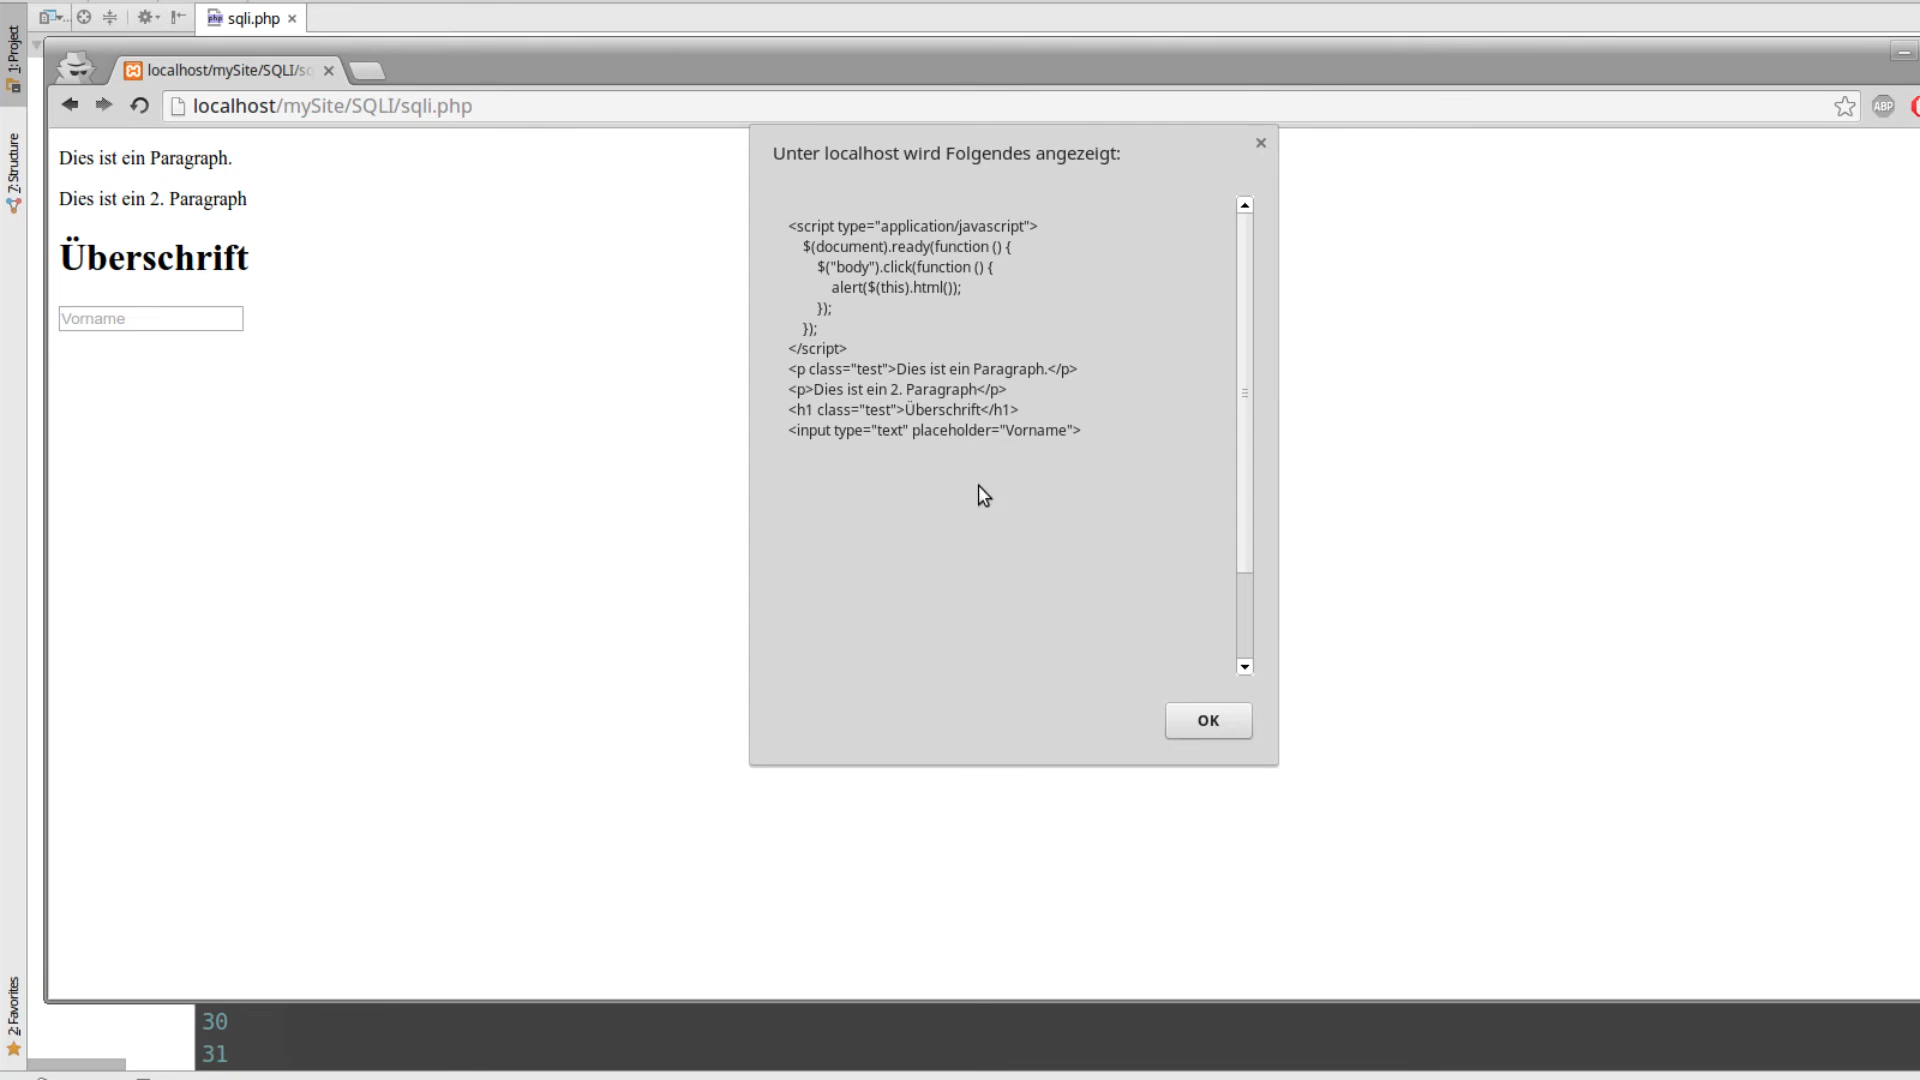 sqli.php
1: Project
7: Structure
2: Favorites
localhost/mySite/SQLI/sq
localhost/mySite/SQLI/sqli.php
ABP
Dies ist ein Paragraph.
Dies ist ein 2. Paragraph
Überschrift
Vorname
Unter localhost wird Folgendes angezeigt:
<script type="application/javascript">
    $(document).ready(function () {
        $("body").click(function () {
            alert($(this).html());
        });
    });
</script>
<p class="test">Dies ist ein Paragraph.</p>
<p>Dies ist ein 2. Paragraph</p>
<h1 class="test">Überschrift</h1>
<input type="text" placeholder="Vorname">
OK
30
31